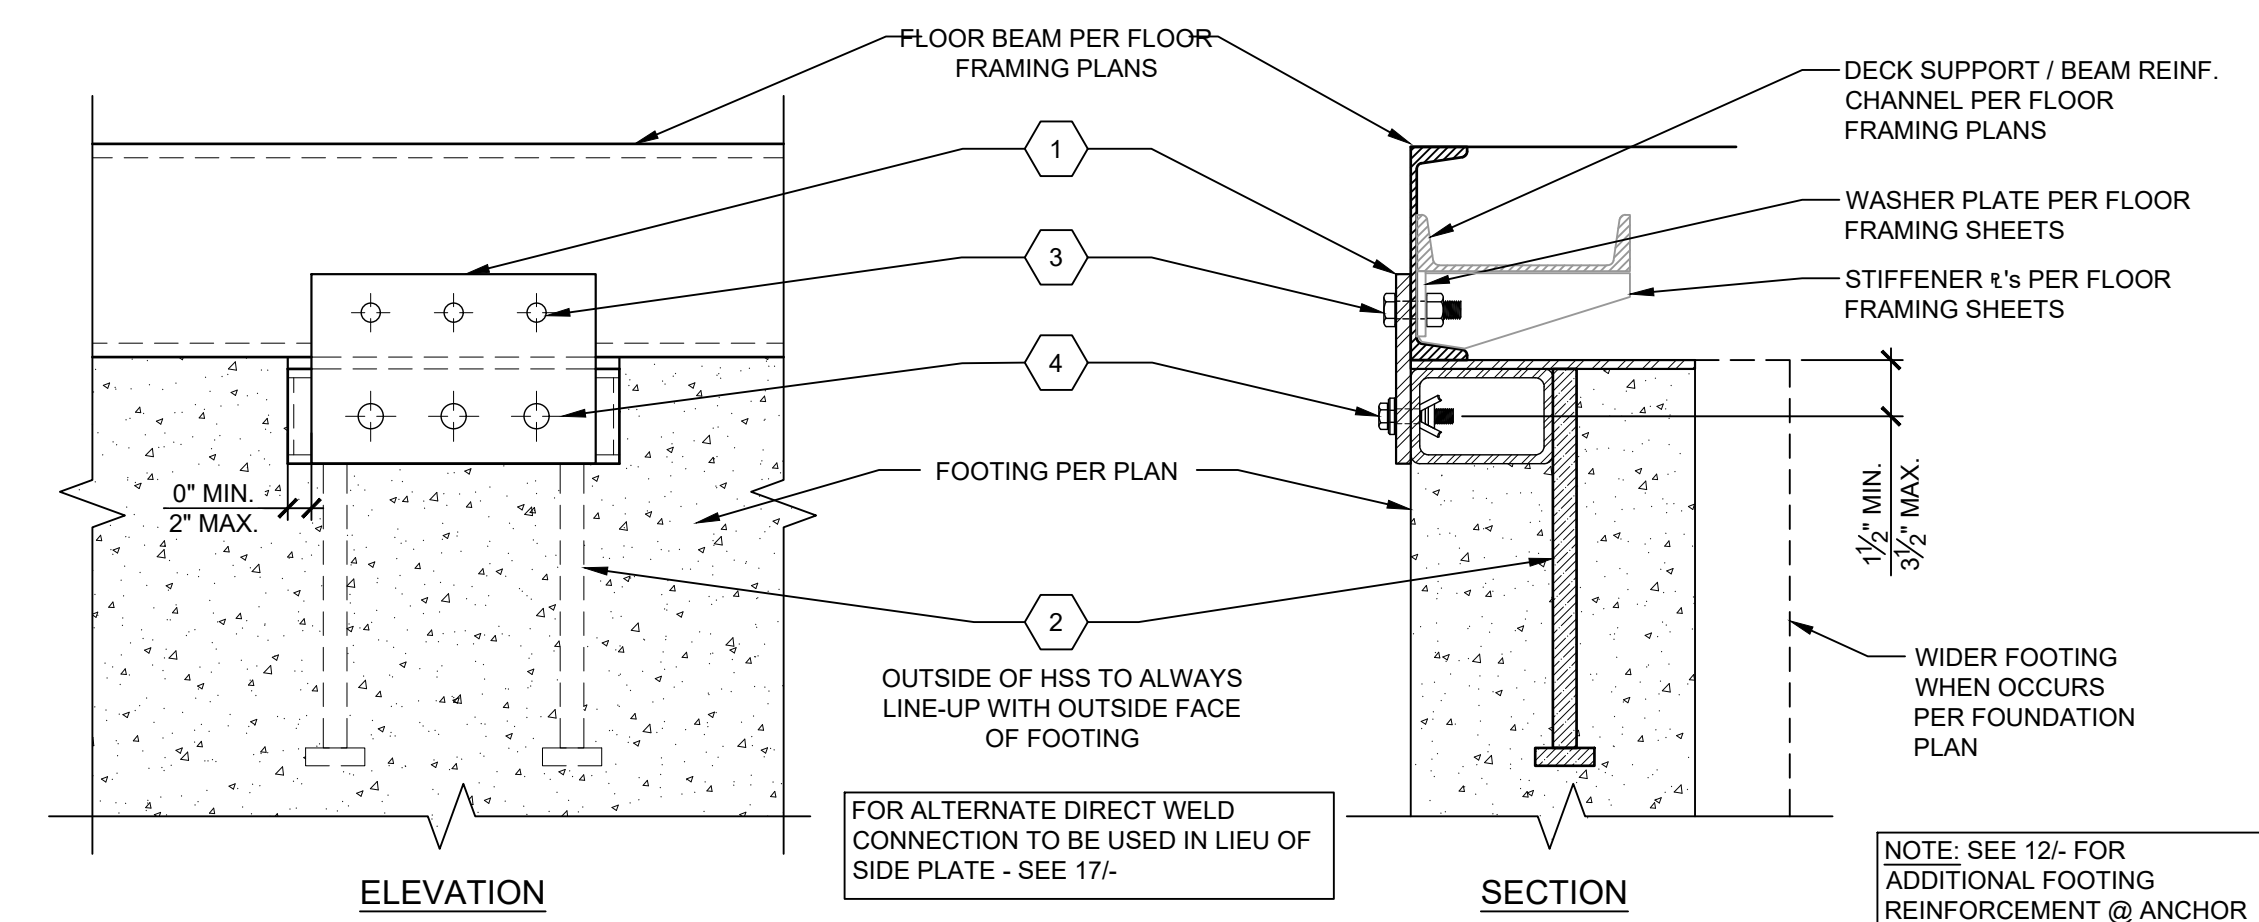 FLOOR BEAM PER FLOOR
FRAMING PLANS
1
3
4
FOOTING PER PLAN
2
OUTSIDE OF HSS TO ALWAYS
LINE-UP WITH OUTSIDE FACE
OF FOOTING
0" MIN.
2" MAX.
FOR ALTERNATE DIRECT WELD
CONNECTION TO BE USED IN LIEU OF
SIDE PLATE - SEE 17/-
ELEVATION
DECK SUPPORT / BEAM REINF.
CHANNEL PER FLOOR
FRAMING PLANS
WASHER PLATE PER FLOOR
FRAMING SHEETS
STIFFENER ⅊'s PER FLOOR
FRAMING SHEETS
1½" MIN.
3½" MAX.
WIDER FOOTING
WHEN OCCURS
PER FOUNDATION
PLAN
SECTION
NOTE: SEE 12/- FOR
ADDITIONAL FOOTING
REINFORCEMENT @ ANCHOR